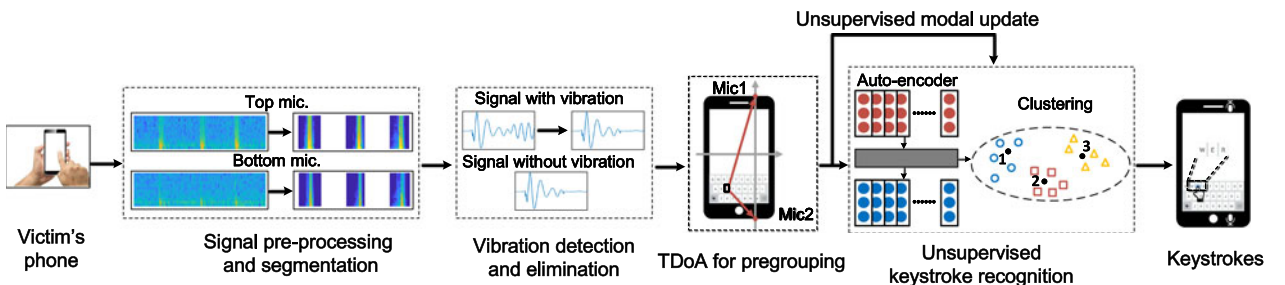 Unsupervised modal update
Top mic.
Bottom mic.
Signal with vibration
Signal without vibration
Mic1
Mic2
Auto-encoder
Clustering
1
2
3
W E R
Victim's
phone
Signal pre-processing
and segmentation
Vibration detection
and elimination
TDoA for pregrouping
Unsupervised
keystroke recognition
Keystrokes